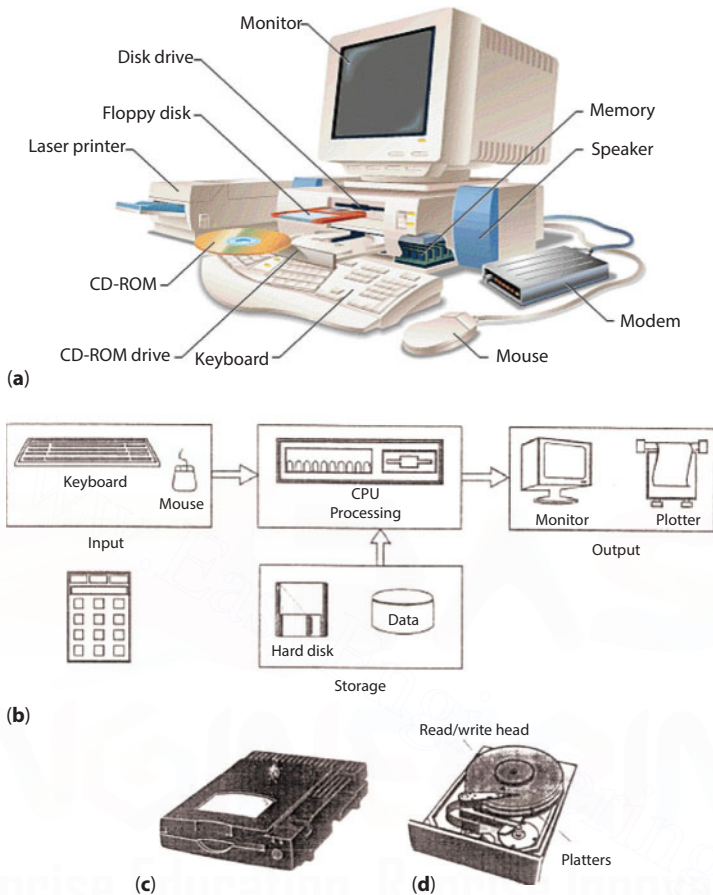 Monitor
Disk drive
Floppy disk
Memory
Laser printer
Speaker
CD-ROM
Modem
CD-ROM drive
Keyboard
Mouse
(a)
Keyboard
Mouse
CPU
Processing
Monitor
Plotter
Input
Output
Data
Hard disk
Storage
(b)
Read/write head
Platters
(c)
(d)